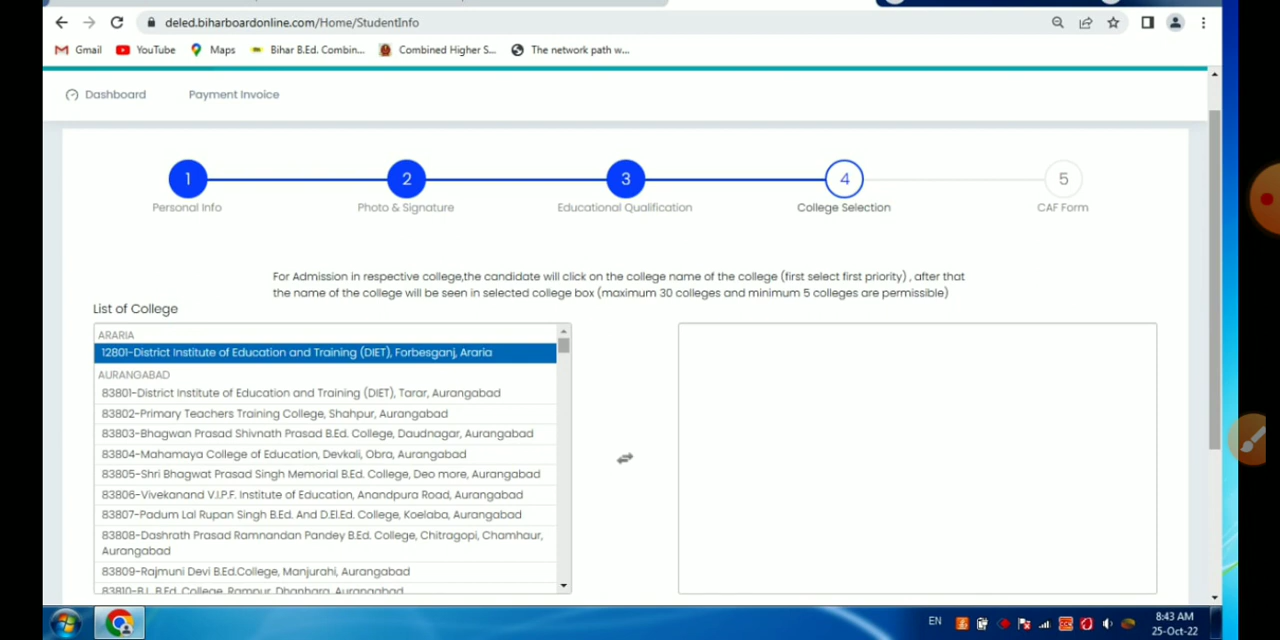 deled.biharboardonline.com/Home/StudentInfo
Gmail YouTube Maps Bihar B.Ed. Combin... Combined Higher S... The network path w...
Dashboard Payment Invoice
1 2 3 4 5
Personal Info Photo & Signature Educational Qualification College Selection CAF Form
For Admission in respective college,the candidate will click on the college name of the college (first select first priority) , after that
the name of the college will be seen in selected college box (maximum 30 colleges and minimum 5 colleges are permissible)
List of College
ARARIA
12801-District Institute of Education and Training (DIET), Forbesganj, Araria
AURANGABAD
83801-District Institute of Education and Training (DIET), Tarar, Aurangabad
83802-Primary Teachers Training College, Shahpur, Aurangabad
83803-Bhagwan Prasad Shivnath Prasad B.Ed. College, Daudnagar, Aurangabad
83804-Mahamaya College of Education, Devkali, Obra, Aurangabad
83805-Shri Bhagwat Prasad Singh Memorial B.Ed. College, Deo more, Aurangabad
83806-Vivekanand V.I.P.F. Institute of Education, Anandpura Road, Aurangabad
83807-Padum Lal Rupan Singh B.Ed. And D.El.Ed. College, Koelaba, Aurangabad
83808-Dashrath Prasad Ramnandan Pandey B.Ed. College, Chitragopi, Chamhaur,
Aurangabad
83809-Rajmuni Devi B.Ed.College, Manjurahi, Aurangabad
83810-B.L. B.Ed. College, Rampur, Dhanhara, Aurangabad
EN 8:43 AM
25-Oct-22